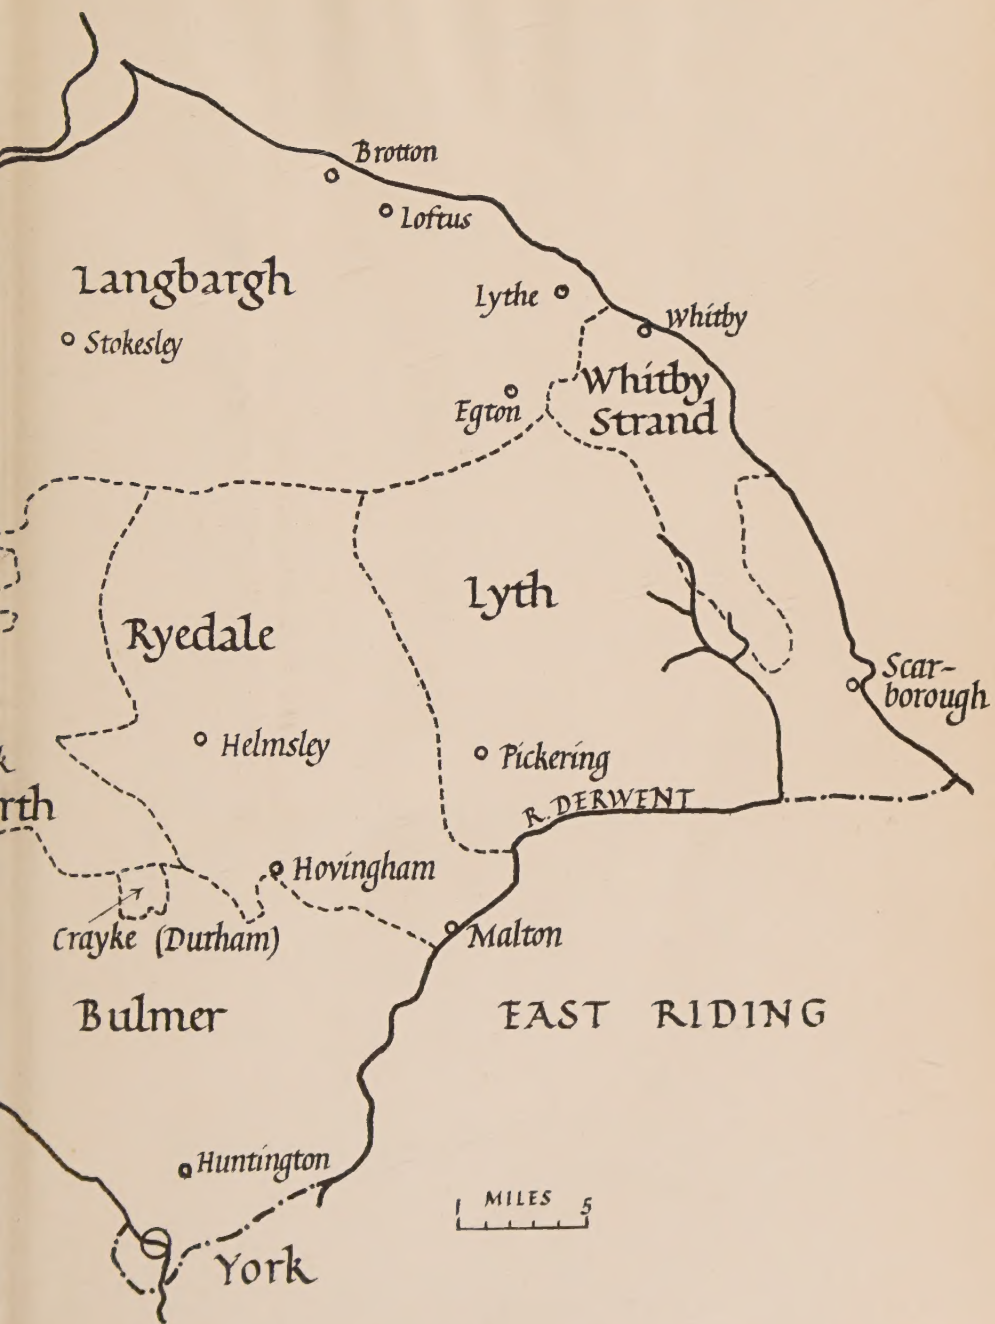 Brotton
Loftus
Langbargh
Lythe
Whitby
Stokesley
Whitby
Strand
Egton
Lyth
Ryedale
Scar-
borough
Helmsley
Pickering
rth
R. DERWENT
Hovingham
Crayke (Durham)
Malton
Bulmer
EAST RIDING
Huntington
MILES 5
York